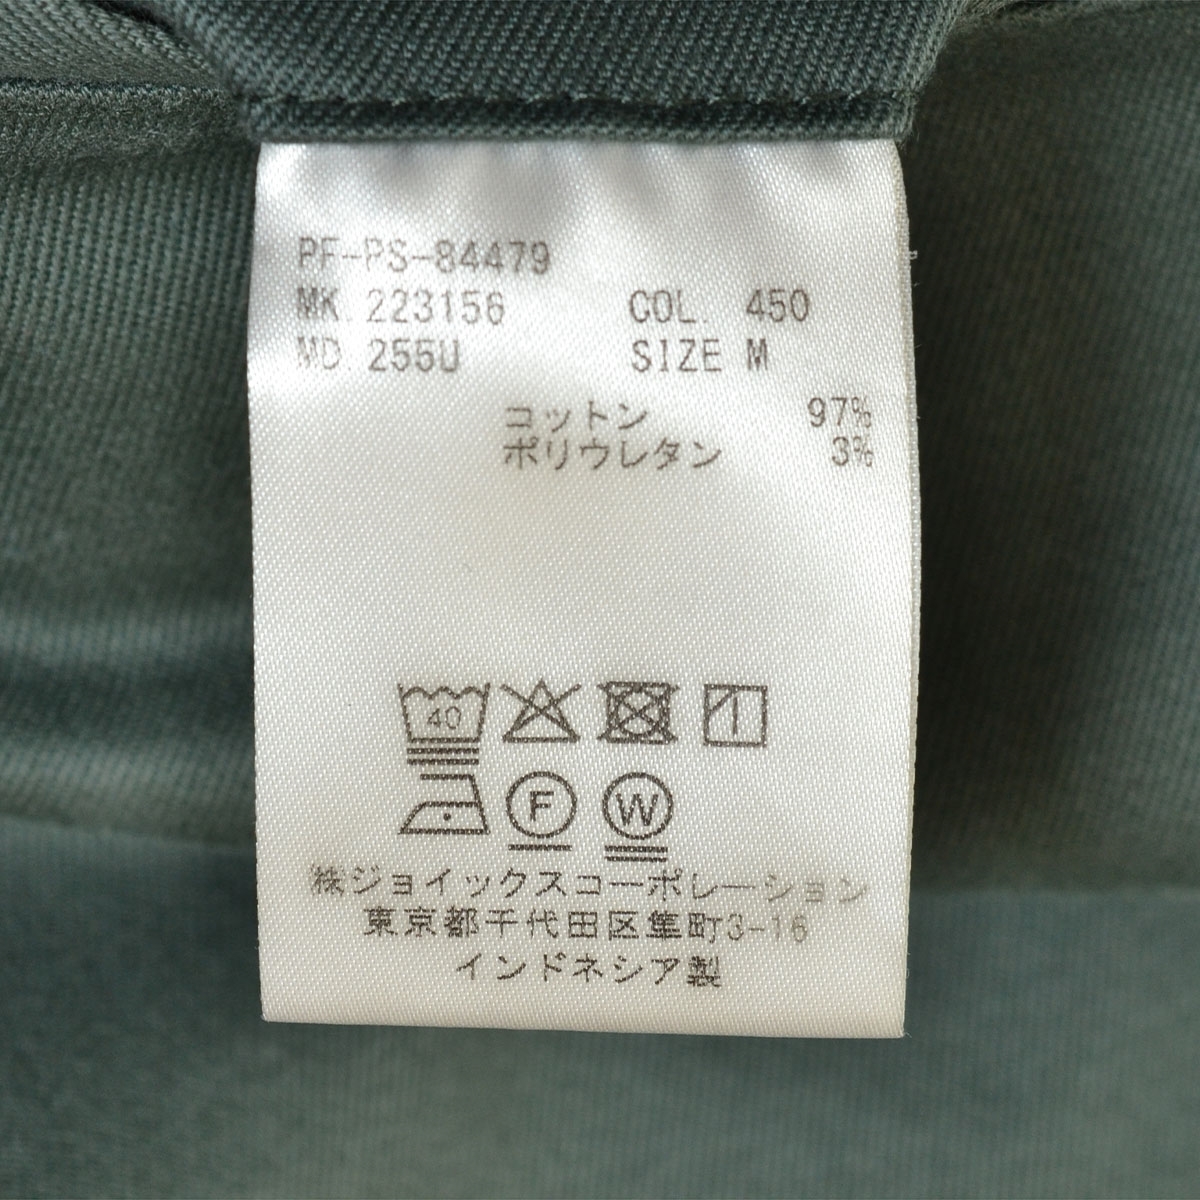 PF-PS-84479
MK. 223156 COL. 450
MD 255U SIZE M
コットン 97%
ポリウレタン 3%
40
F W
㈱ジョイックスコーポレーション
東京都千代田区隼町3-16
インドネシア製